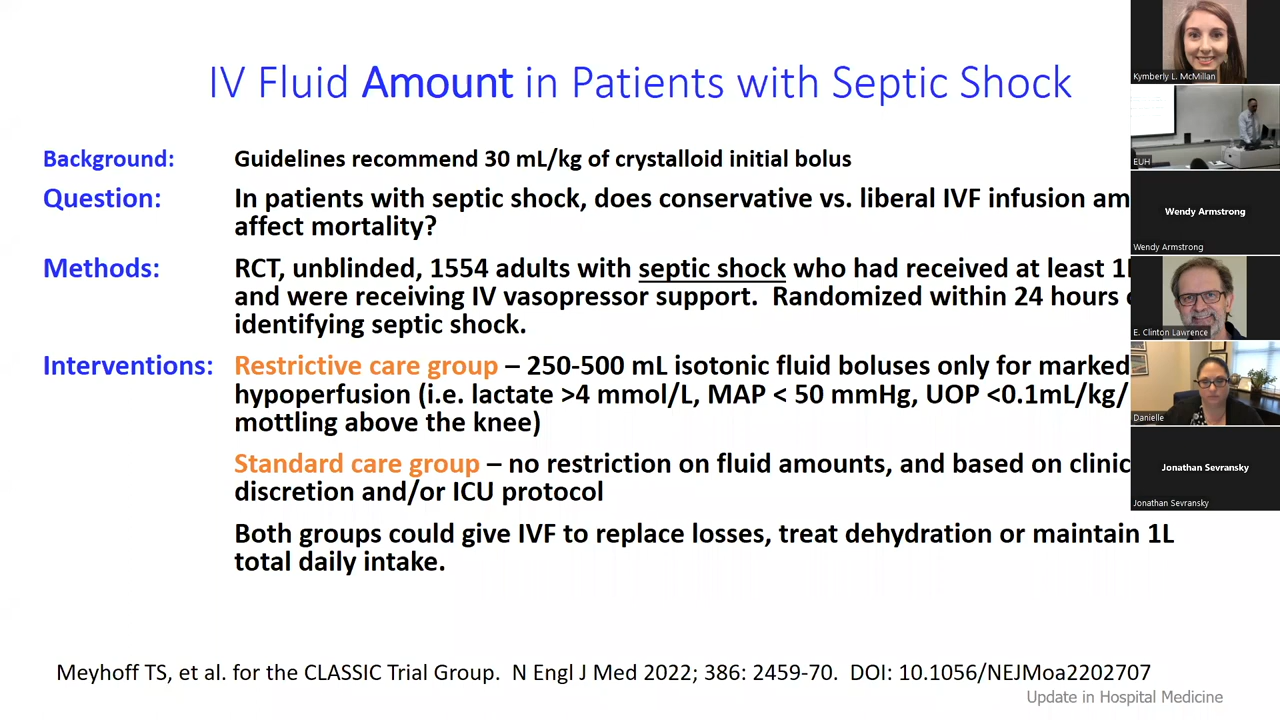 IV Fluid Amount in Patients with Septic Shock
Background: Guidelines recommend 30 mL/kg of crystalloid initial bolus
Question: In patients with septic shock, does conservative vs. liberal IVF infusion
affect mortality?
Methods: RCT, unblinded, 1554 adults with septic shock who had received at least
and were receiving IV vasopressor support. Randomized within 24 hours
identifying septic shock.
Interventions: Restrictive care group – 250-500 mL isotonic fluid boluses only for marked
hypoperfusion (i.e. lactate >4 mmol/L, MAP < 50 mmHg, UOP <0.1mL/kg/
mottling above the knee)
Standard care group – no restriction on fluid amounts, and based on
discretion and/or ICU protocol
Both groups could give IVF to replace losses, treat dehydration or maintain 1L
total daily intake.
Meyhoff TS, et al. for the CLASSIC Trial Group. N Engl J Med 2022; 386: 2459-70. DOI: 10.1056/NEJMoa2202707
Update in Hospital Medicine
Kymberly L. McMillan
EUH
Wendy Armstrong
Wendy Armstrong
E. Clinton Lawrence
Danielle
Jonathan Sevransky
Jonathan Sevransky